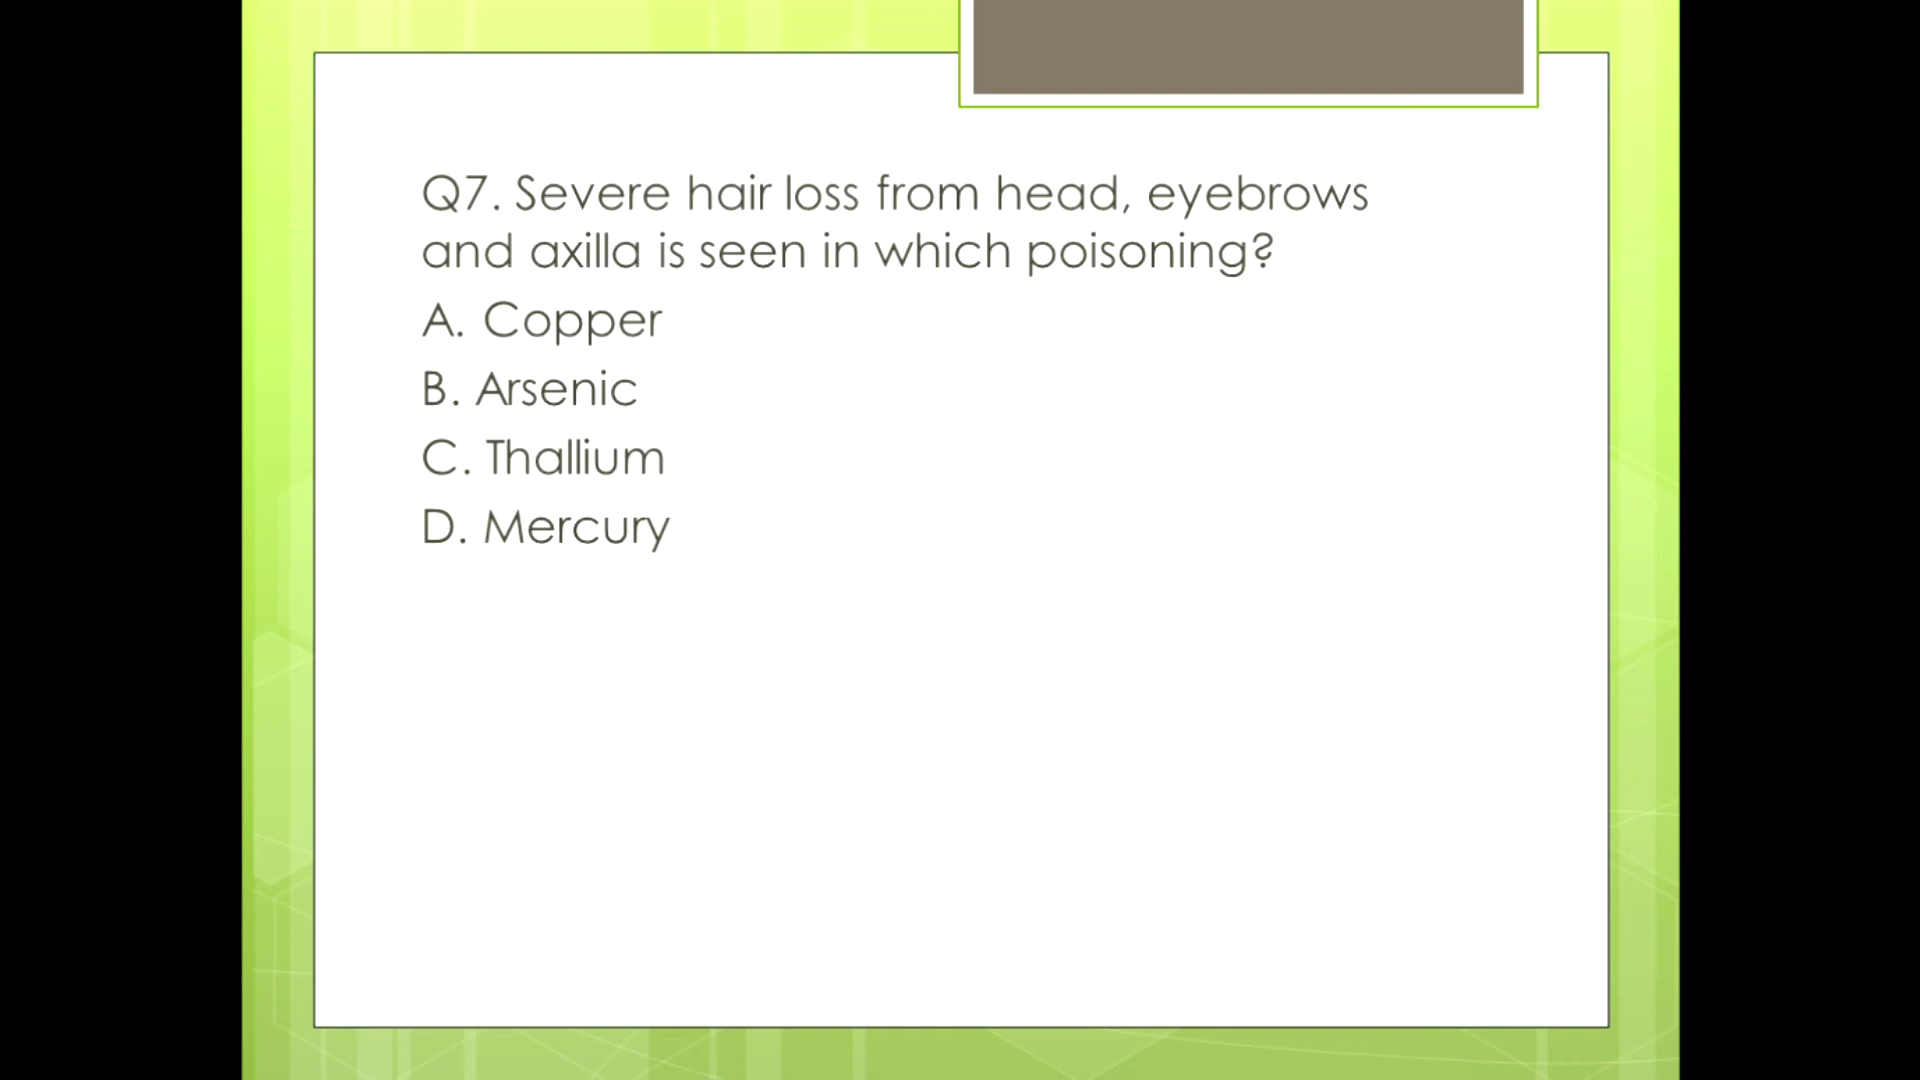 Q7. Severe hair loss from head, eyebrows
and axilla is seen in which poisoning?
A. Copper
B. Arsenic
C. Thallium
D. Mercury